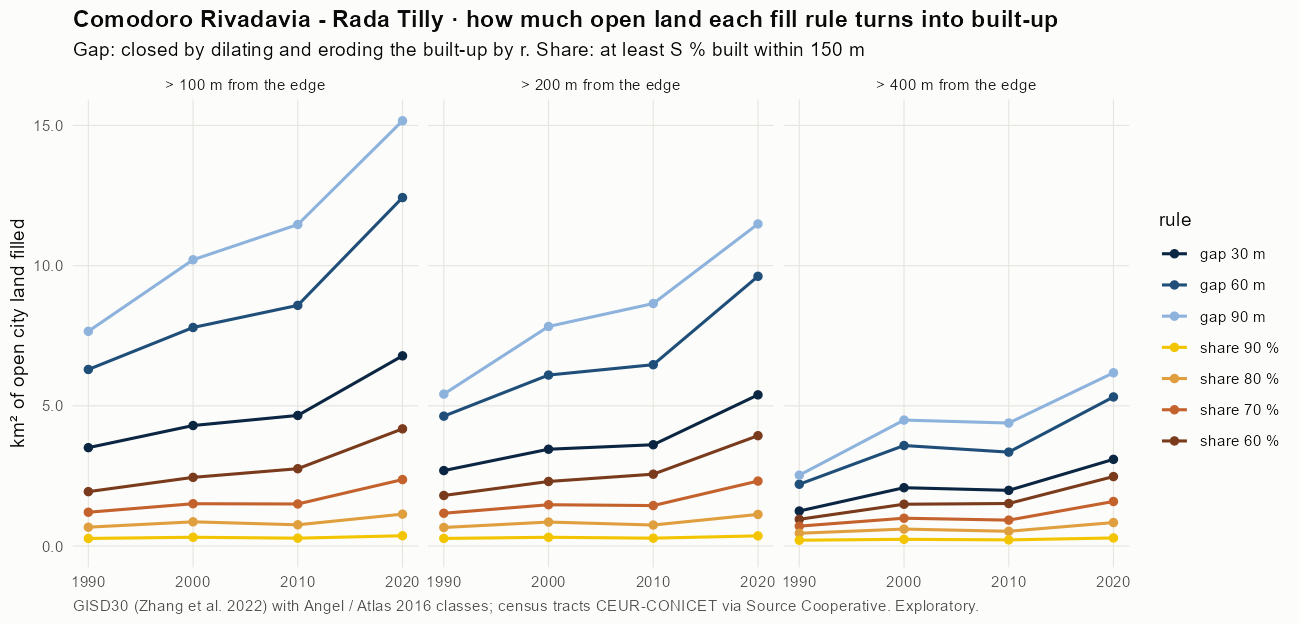 Comodoro Rivadavia - Rada Tilly · how much open land each fill rule turns into built-up
Gap: closed by dilating and eroding the built-up by r. Share: at least S % built within 150 m
> 100 m from the edge
> 200 m from the edge
> 400 m from the edge
km² of open city land filled
15.0
10.0
5.0
0.0
1990 2000 2010 2020
1990 2000 2010 2020
1990 2000 2010 2020
rule
gap 30 m
gap 60 m
gap 90 m
share 90 %
share 80 %
share 70 %
share 60 %
GISD30 (Zhang et al. 2022) with Angel / Atlas 2016 classes; census tracts CEUR-CONICET via Source Cooperative. Exploratory.